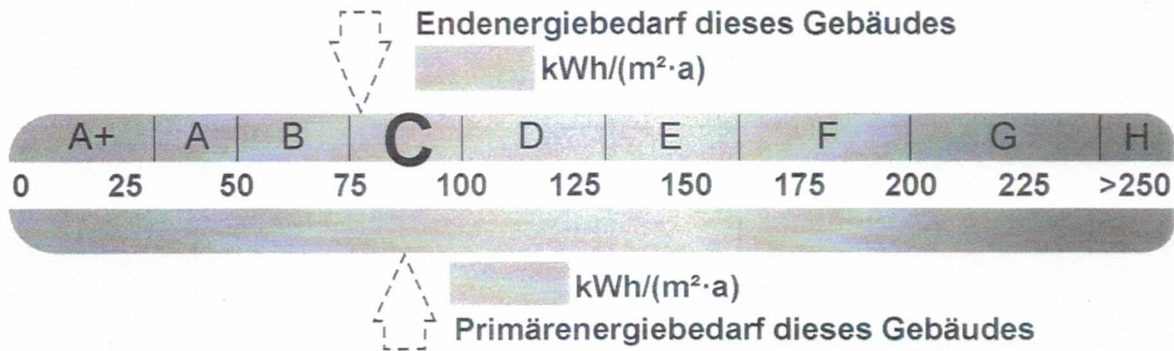 Endenergiebedarf dieses Gebäudes
kWh/(m²·a)
A+ A B C D E F G H
0 25 50 75 100 125 150 175 200 225 >250
kWh/(m²·a)
Primärenergiebedarf dieses Gebäudes